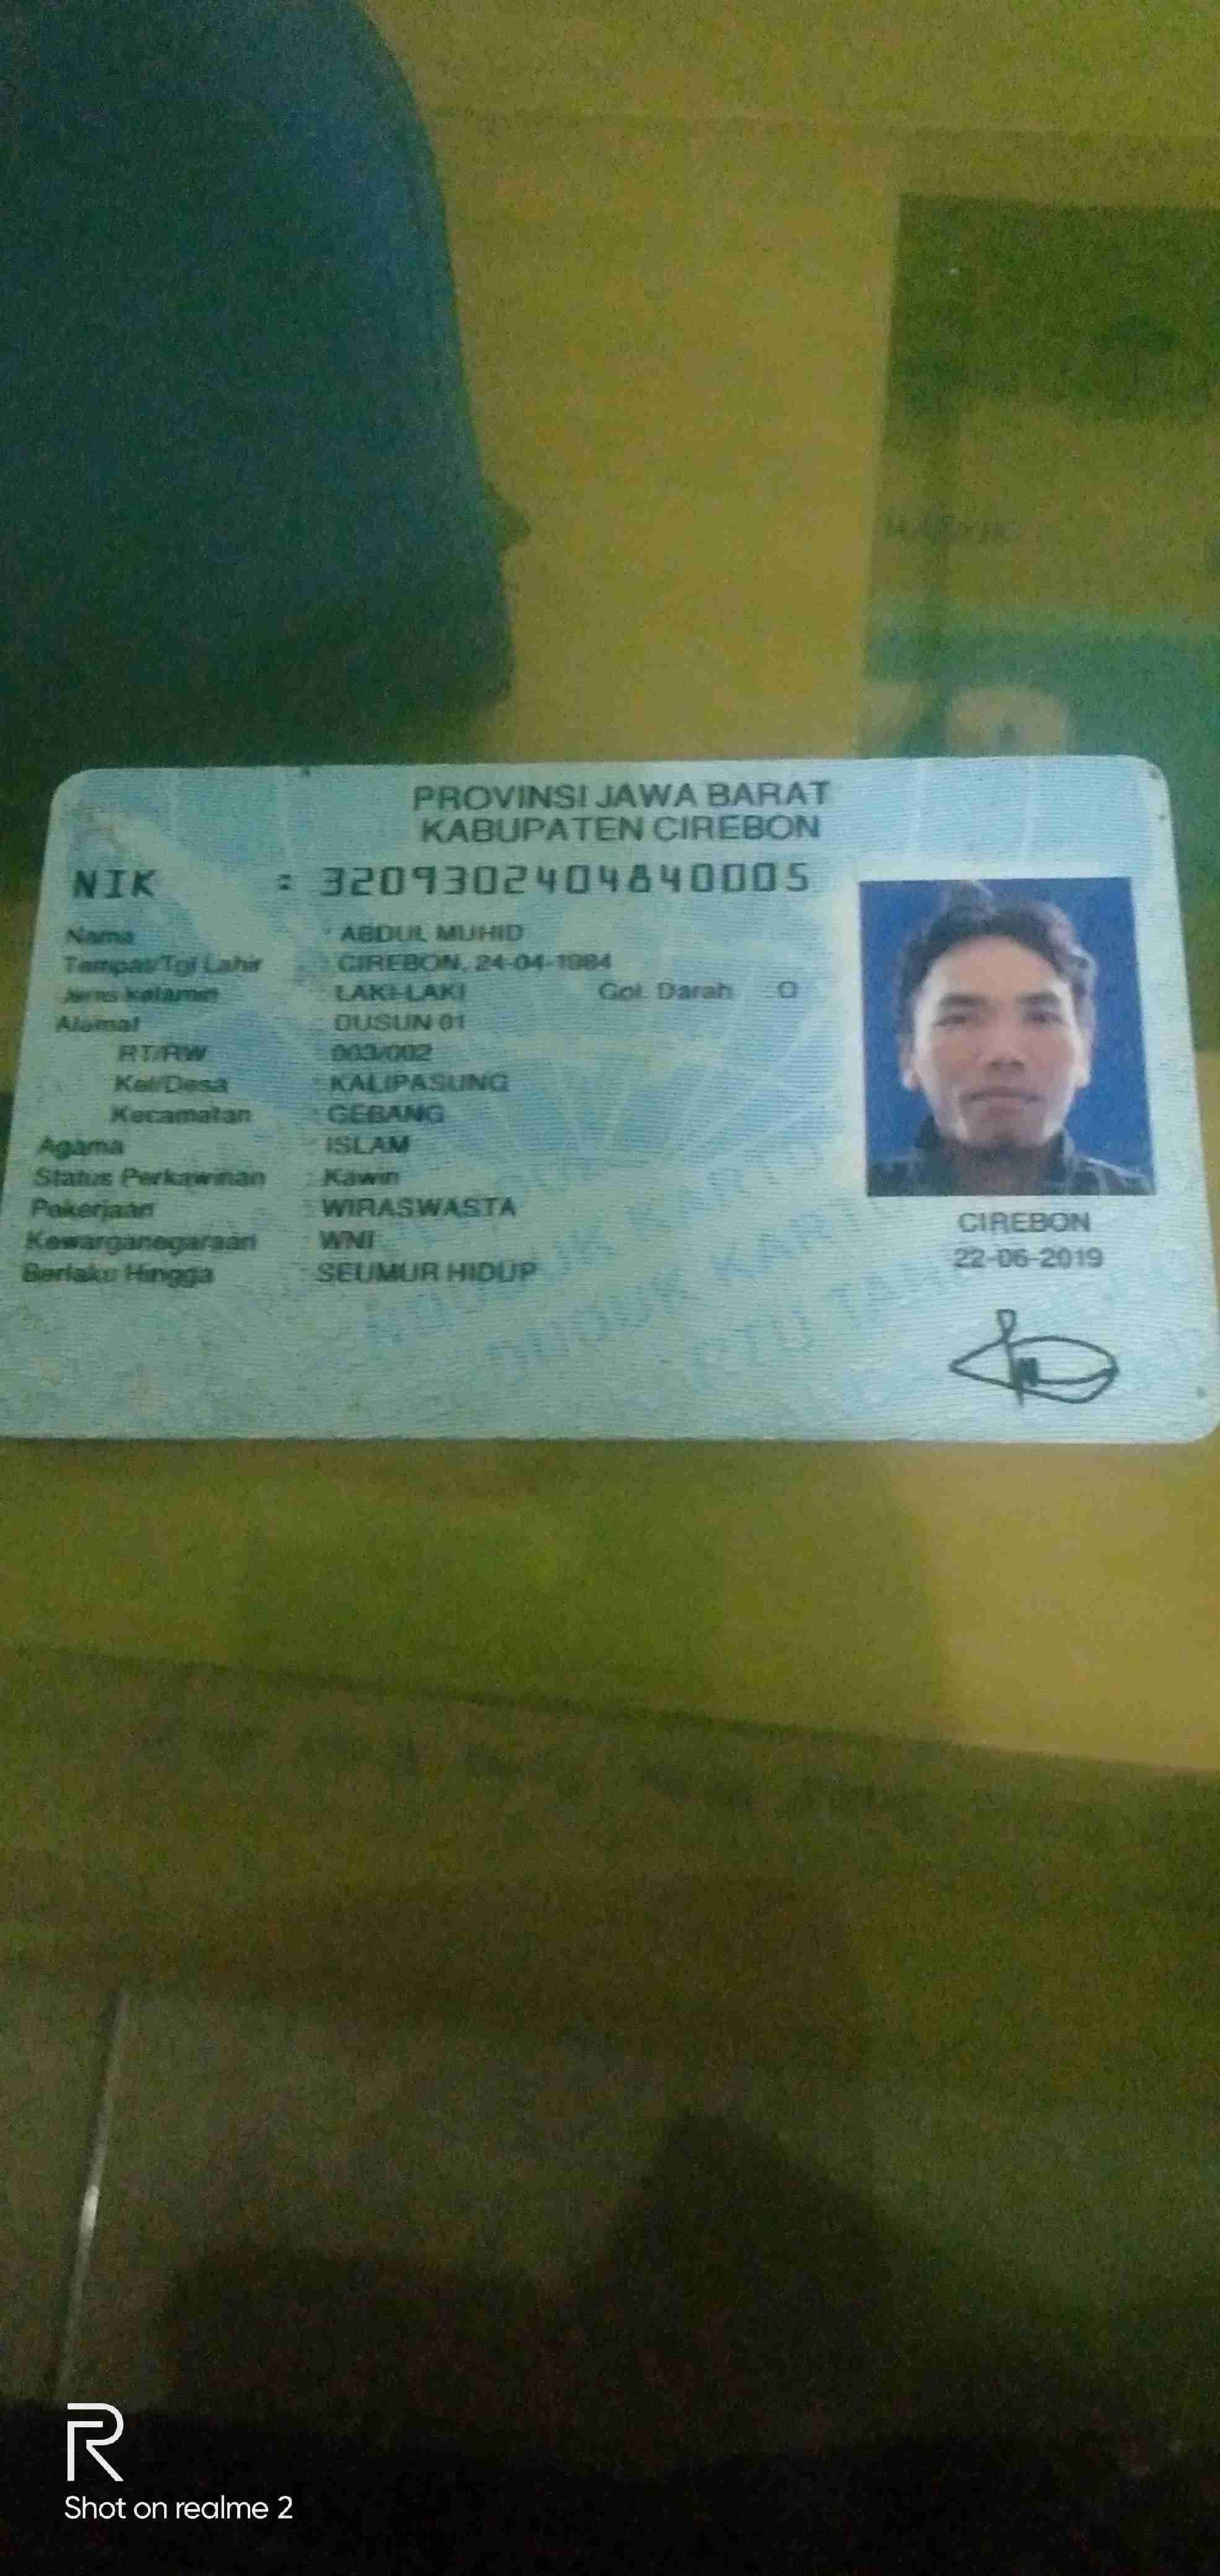 PROVINSI JAWA BARAT
KABUPATEN CIREBON
NIK : 3209302404840005
Nama : ABDUL MUHID
Tempat/Tgl Lahir : CIREBON, 24-04-1984
Jenis kelamin : LAKI-LAKI Gol. Darah : O
Alamat : DUSUN 01
RT/RW : 003/002
Kel/Desa : KALIPASUNG
Kecamatan : GEBANG
Agama : ISLAM
Status Perkawinan : Kawin
Pekerjaan : WIRASWASTA
Kewarganegaraan : WNI
Berlaku Hingga : SEUMUR HIDUP
CIREBON
22-06-2019
R
Shot on realme 2